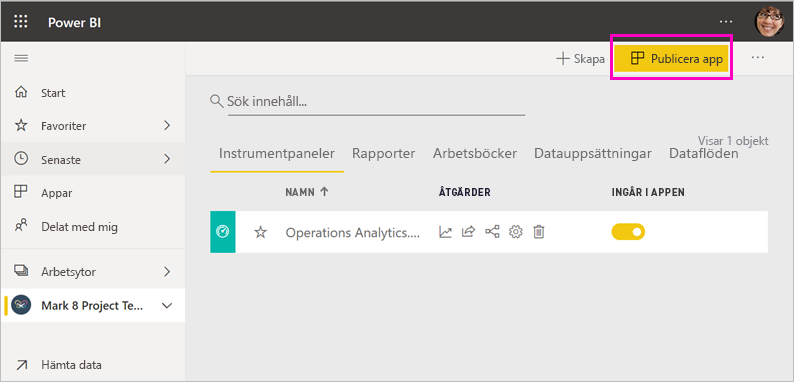 Power BI
Skapa
Publicera app
Start
Favoriter
Senaste
Appar
Delat med mig
Arbetsytor
Mark 8 Project Te...
Hämta data
Sök innehåll...
Visar 1 objekt
Instrumentpaneler Rapporter Arbetsböcker Datauppsättningar Dataflöden
NAMN ÅTGÄRDER INGÅR I APPEN
Operations Analytics....